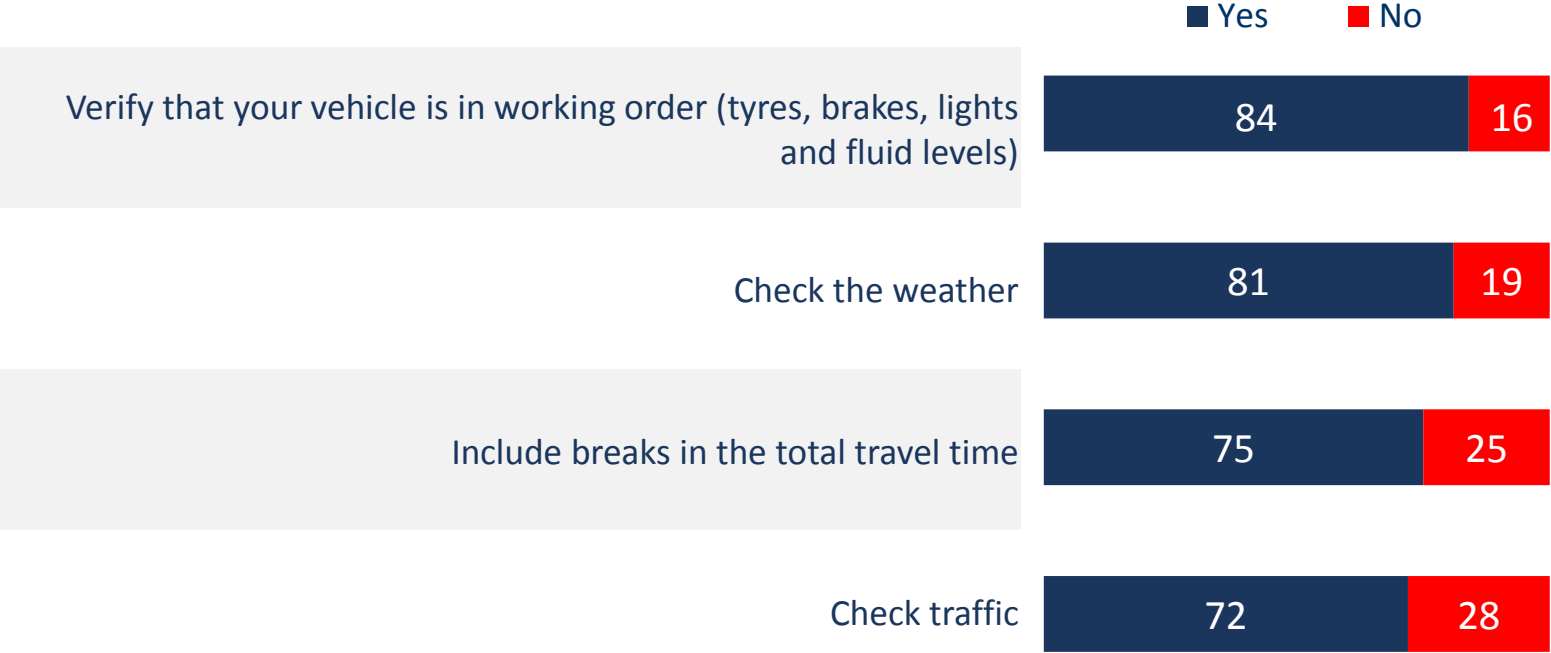 Yes No
Verify that your vehicle is in working order (tyres, brakes, lights
and fluid levels)
84 16
Check the weather
81 19
Include breaks in the total travel time
75 25
Check traffic
72 28